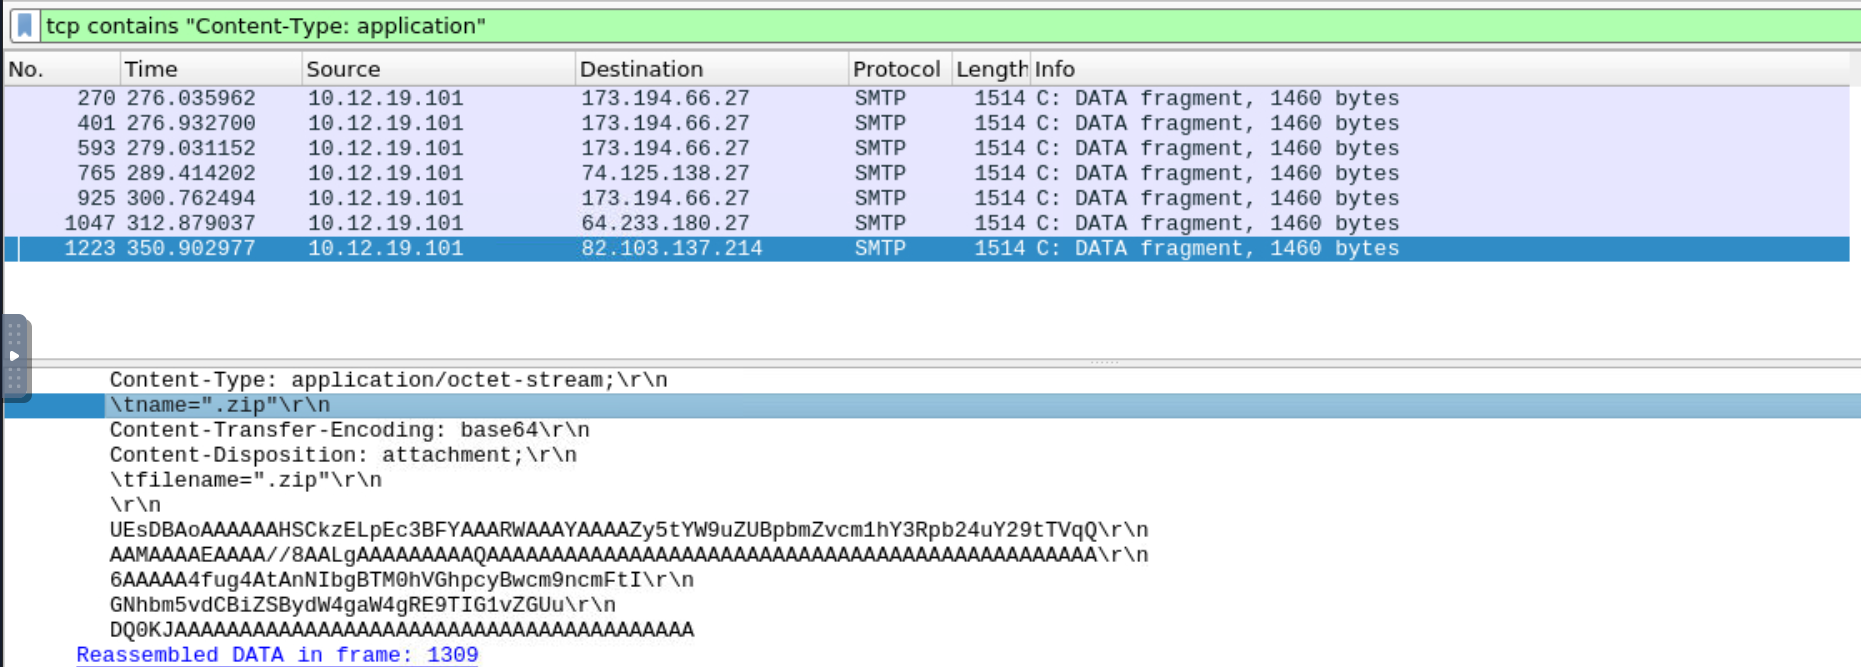 tcp contains "Content-Type: application"
No. Time Source Destination Protocol Length Info
270 276.035962 10.12.19.101 173.194.66.27 SMTP 1514 C: DATA fragment, 1460 bytes
401 276.932700 10.12.19.101 173.194.66.27 SMTP 1514 C: DATA fragment, 1460 bytes
593 279.031152 10.12.19.101 173.194.66.27 SMTP 1514 C: DATA fragment, 1460 bytes
765 289.414202 10.12.19.101 74.125.138.27 SMTP 1514 C: DATA fragment, 1460 bytes
925 300.762494 10.12.19.101 173.194.66.27 SMTP 1514 C: DATA fragment, 1460 bytes
1047 312.879037 10.12.19.101 64.233.180.27 SMTP 1514 C: DATA fragment, 1460 bytes
1223 350.902977 10.12.19.101 82.103.137.214 SMTP 1514 C: DATA fragment, 1460 bytes
Content-Type: application/octet-stream;\r\n
\tname=".zip"\r\n
Content-Transfer-Encoding: base64\r\n
Content-Disposition: attachment;\r\n
\tfilename=".zip"\r\n
\r\n
UEsDBAoAAAAAAHSCkzELpEc3BFYAAARWAAAYAAAAZy5tYW9uZUBpbmZvcm1hY3Rpb24uY29tTVqQ\r\n
AAMAAAAEAAAA//8AALgAAAAAAAAAQAAAAAAAAAAAAAAAAAAAAAAAAAAAAAAAAAAAAAAAAAAAAAAA\r\n
6AAAAA4fug4AtAnNIbgBTM0hVGhpcyBwcm9ncmFtI\r\n
GNhbm5vdCBiZSBydW4gaW4gRE9TIG1vZGUu\r\n
DQ0KJAAAAAAAAAAAAAAAAAAAAAAAAAAAAAAAAAAAAAAAA
Reassembled DATA in frame: 1309